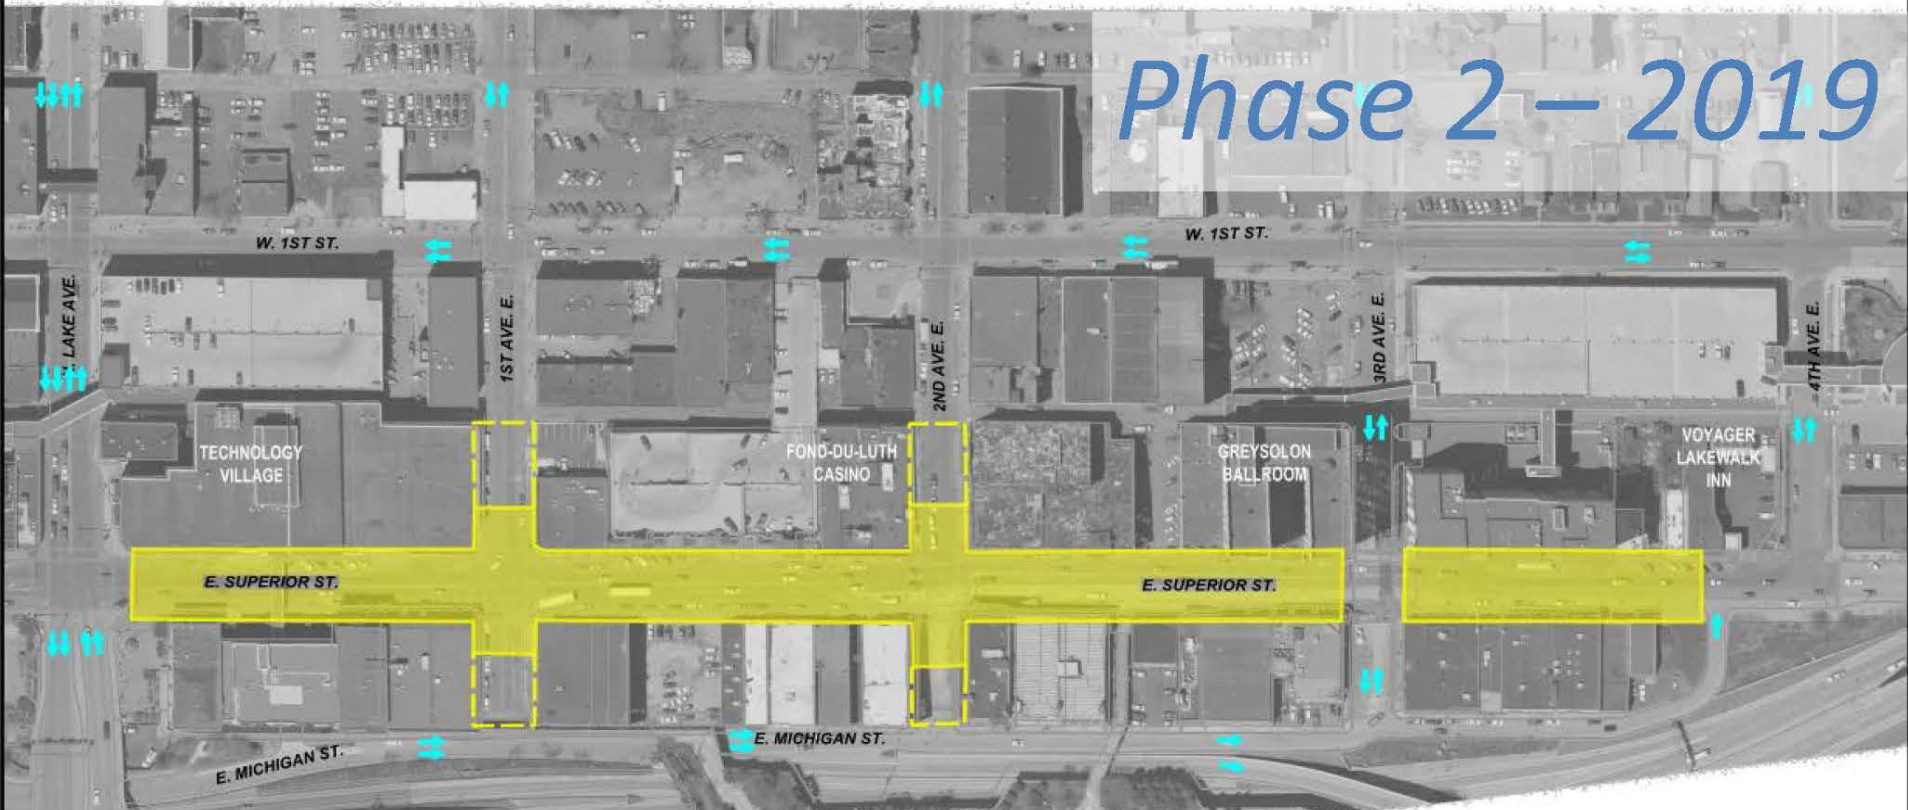 Phase 2 – 2019
W. 1ST ST.
W. 1ST ST.
LAKE AVE.
1ST AVE. E.
2ND AVE. E.
3RD AVE. E.
4TH AVE. E.
TECHNOLOGY
VILLAGE
FOND-DU-LUTH
CASINO
GREYSOLON
BALLROOM
VOYAGER
LAKEWALK
INN
E. SUPERIOR ST.
E. SUPERIOR ST.
E. MICHIGAN ST.
E. MICHIGAN ST.